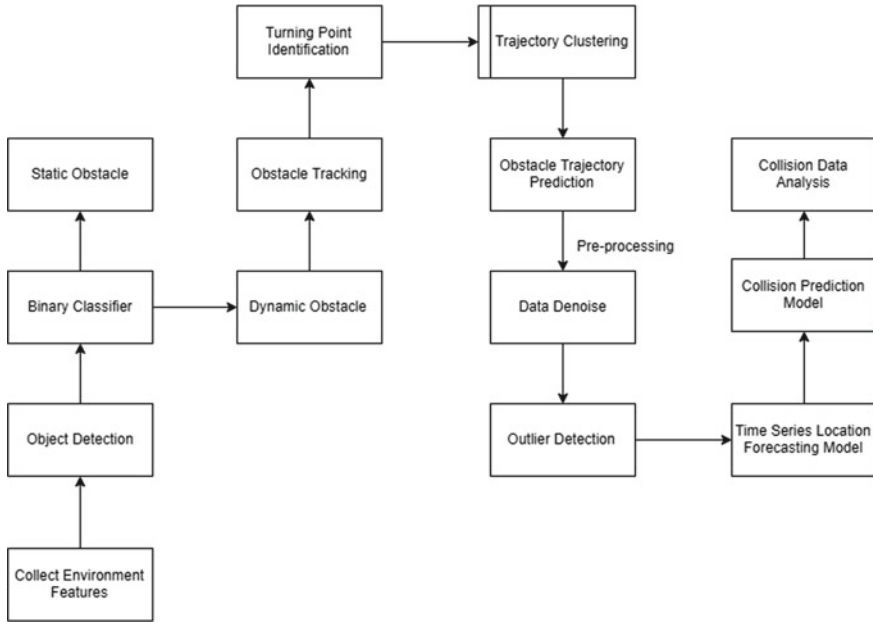 Turning Point
Identification
Trajectory Clustering
Static Obstacle
Obstacle Tracking
Obstacle Trajectory
Prediction
Collision Data
Analysis
Pre-processing
Binary Classifier
Dynamic Obstacle
Data Denoise
Collision Prediction
Model
Object Detection
Outlier Detection
Time Series Location
Forecasting Model
Collect Environment
Features